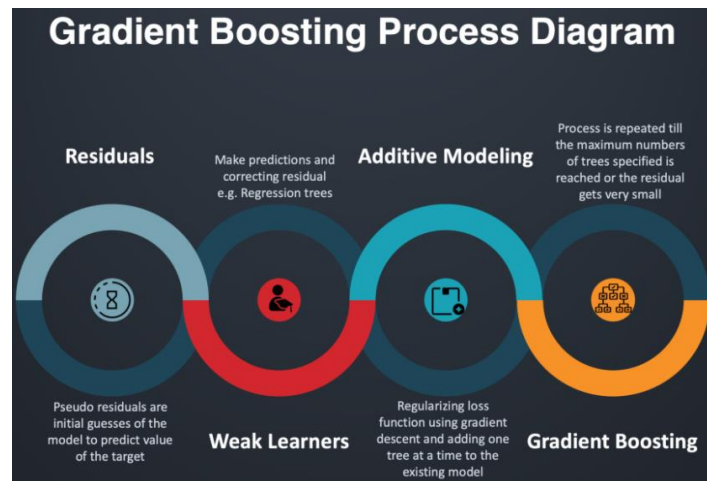 Gradient Boosting Process Diagram
Residuals
Pseudo residuals are
initial guesses of the
model to predict value
of the target
Make predictions and
correcting residual
e.g. Regression trees
Weak Learners
Additive Modeling
Regularizing loss
function using gradient
descent and adding one
tree at a time to the
existing model
Process is repeated till
the maximum numbers
of trees specified is
reached or the residual
gets very small
Gradient Boosting